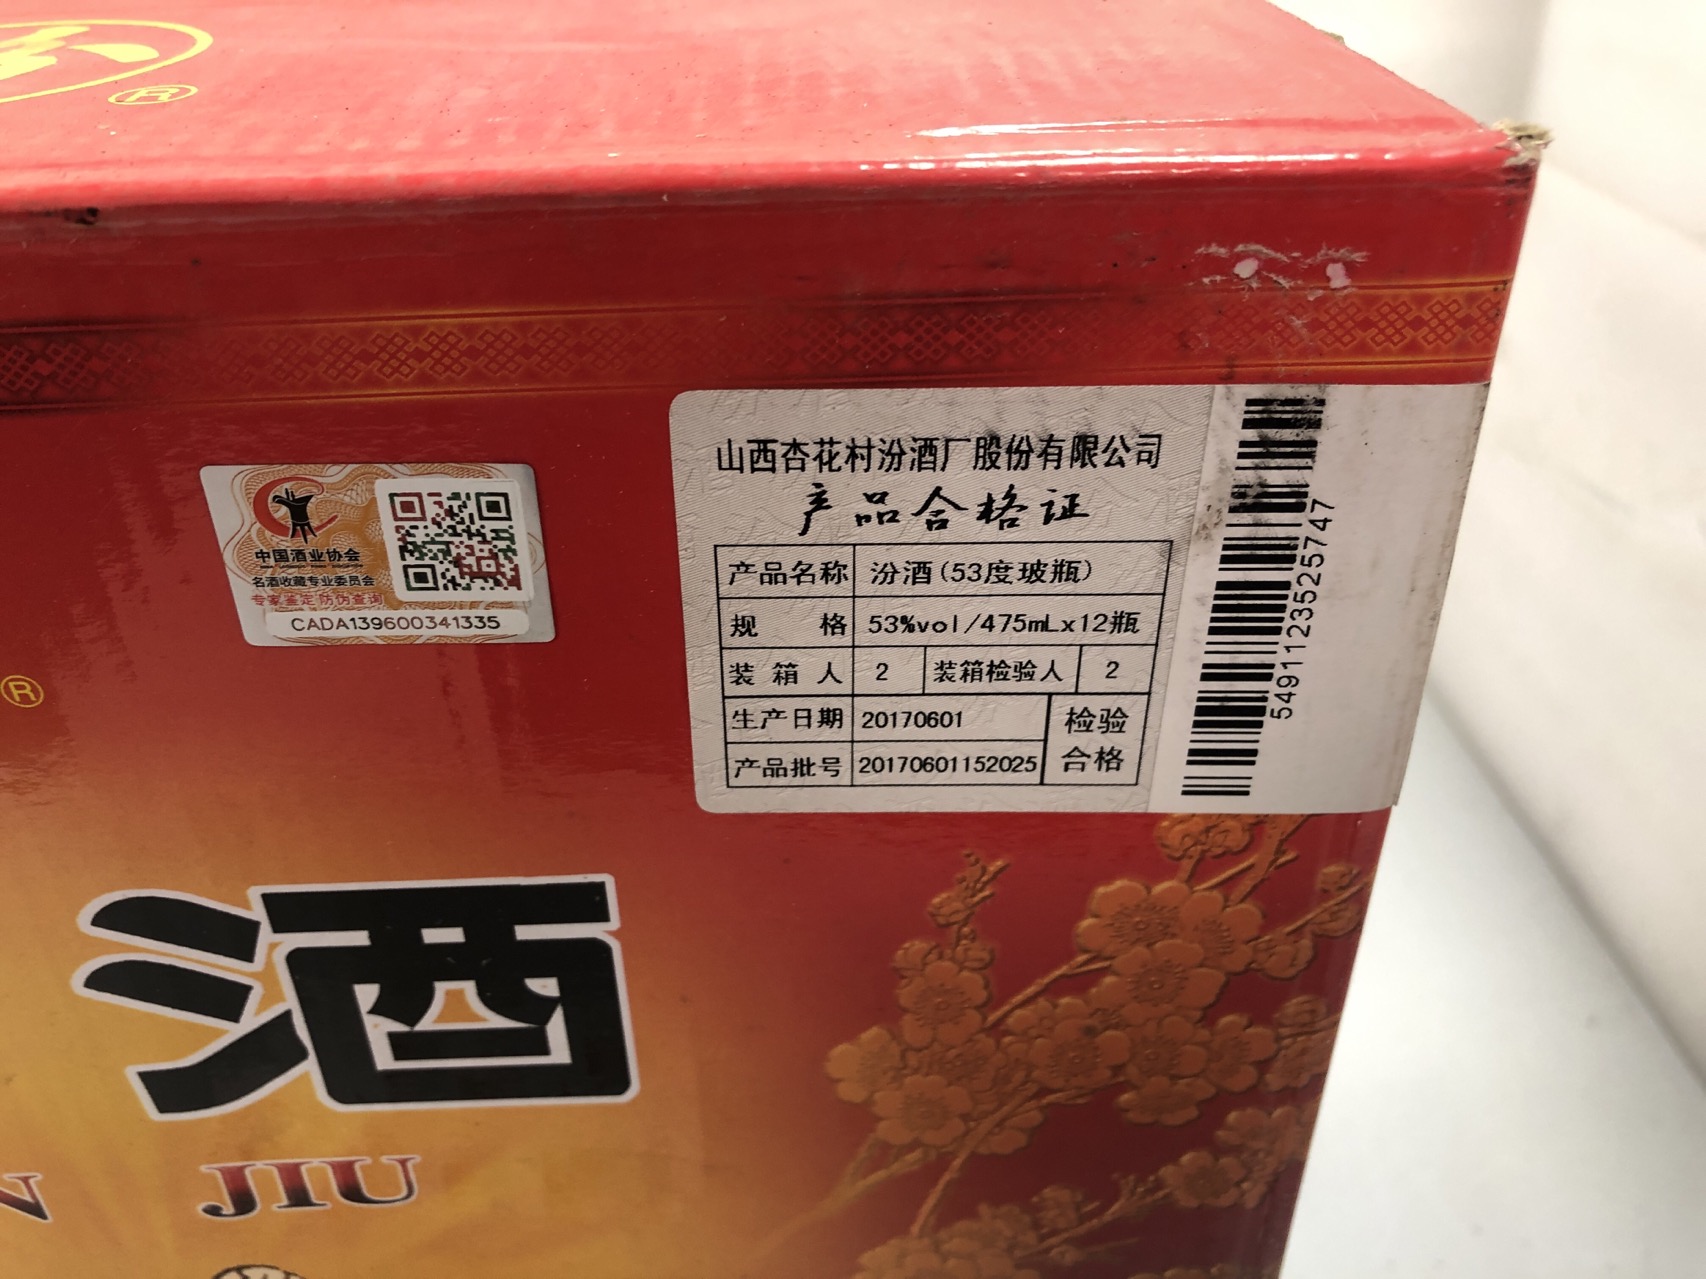 ®
山西杏花村汾酒厂股份有限公司
产品合格证
产品名称 汾酒(53度玻瓶)
规 格 53%vol/475mLx12瓶
装箱人 2 装箱检验人 2
生产日期 20170601
产品批号 20170601152025
检验
合格
5491123525747
中国酒业协会
名酒收藏专业委员会
专家鉴定 防伪查询
CADA139600341335
®
酒
N JIU